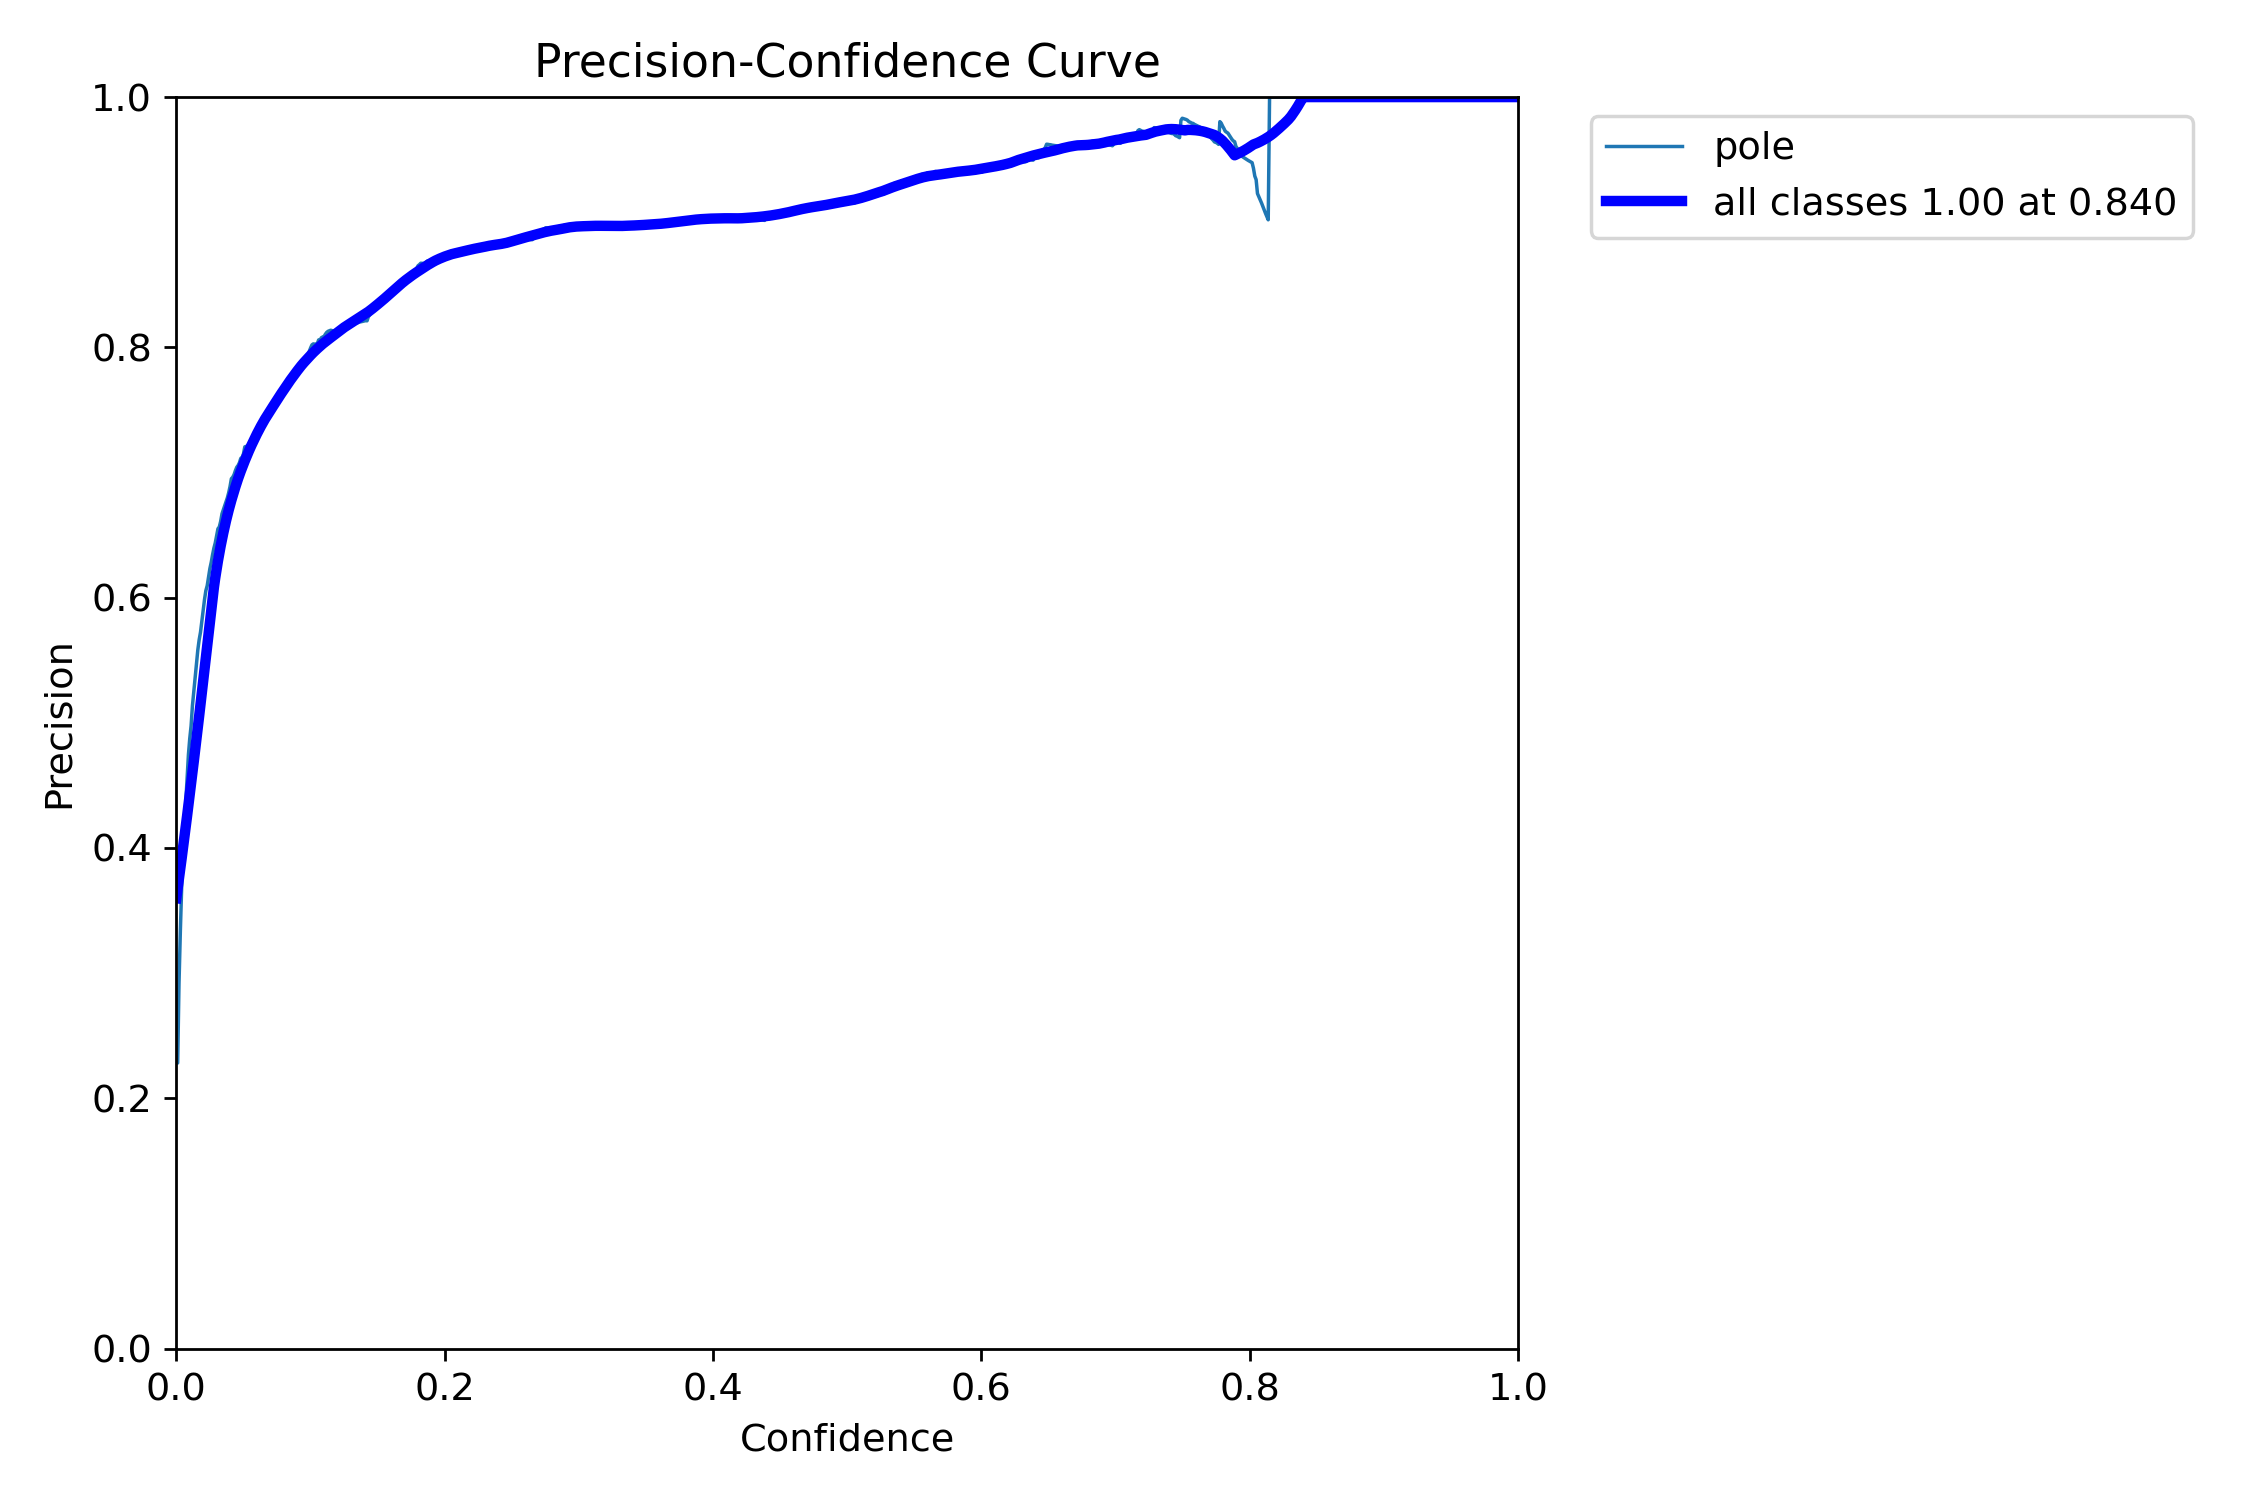 Precision-Confidence Curve
1.0
0.8
0.6
0.4
0.2
0.0
Precision
0.0 0.2 0.4 0.6 0.8 1.0
Confidence
pole
all classes 1.00 at 0.840